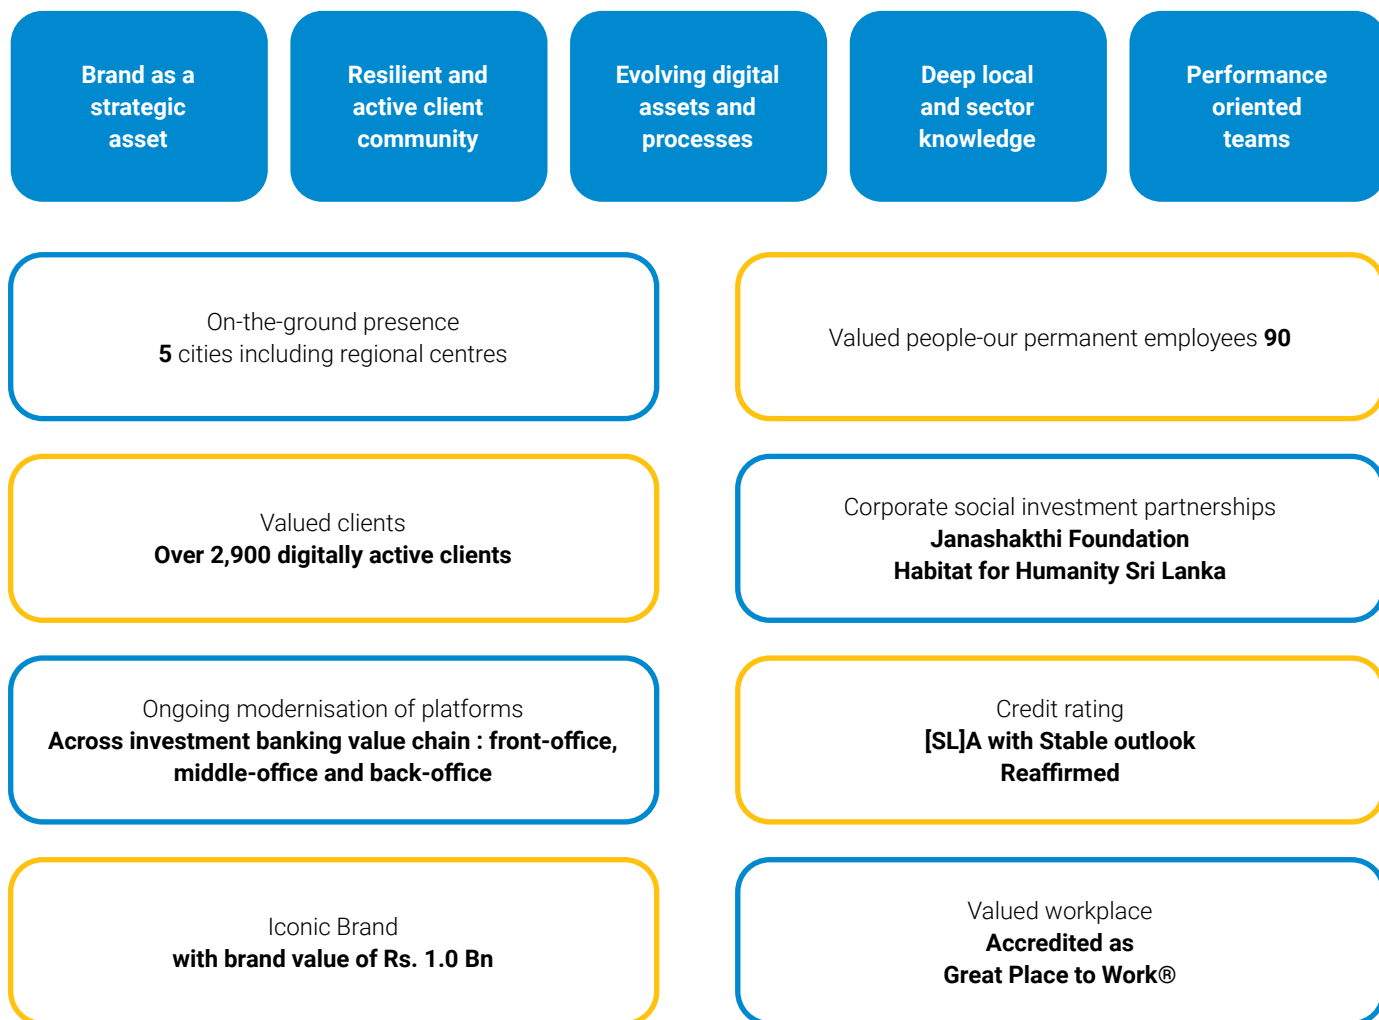 Brand as a
strategic
asset
Resilient and
active client
community
Evolving digital
assets and
processes
Deep local
and sector
knowledge
Performance
oriented
teams
On-the-ground presence
5 cities including regional centres
Valued people-our permanent employees 90
Valued clients
Over 2,900 digitally active clients
Corporate social investment partnerships
Janashakthi Foundation
Habitat for Humanity Sri Lanka
Ongoing modernisation of platforms
Across investment banking value chain : front-office,
middle-office and back-office
Credit rating
[SL]A with Stable outlook
Reaffirmed
Iconic Brand
with brand value of Rs. 1.0 Bn
Valued workplace
Accredited as
Great Place to Work®